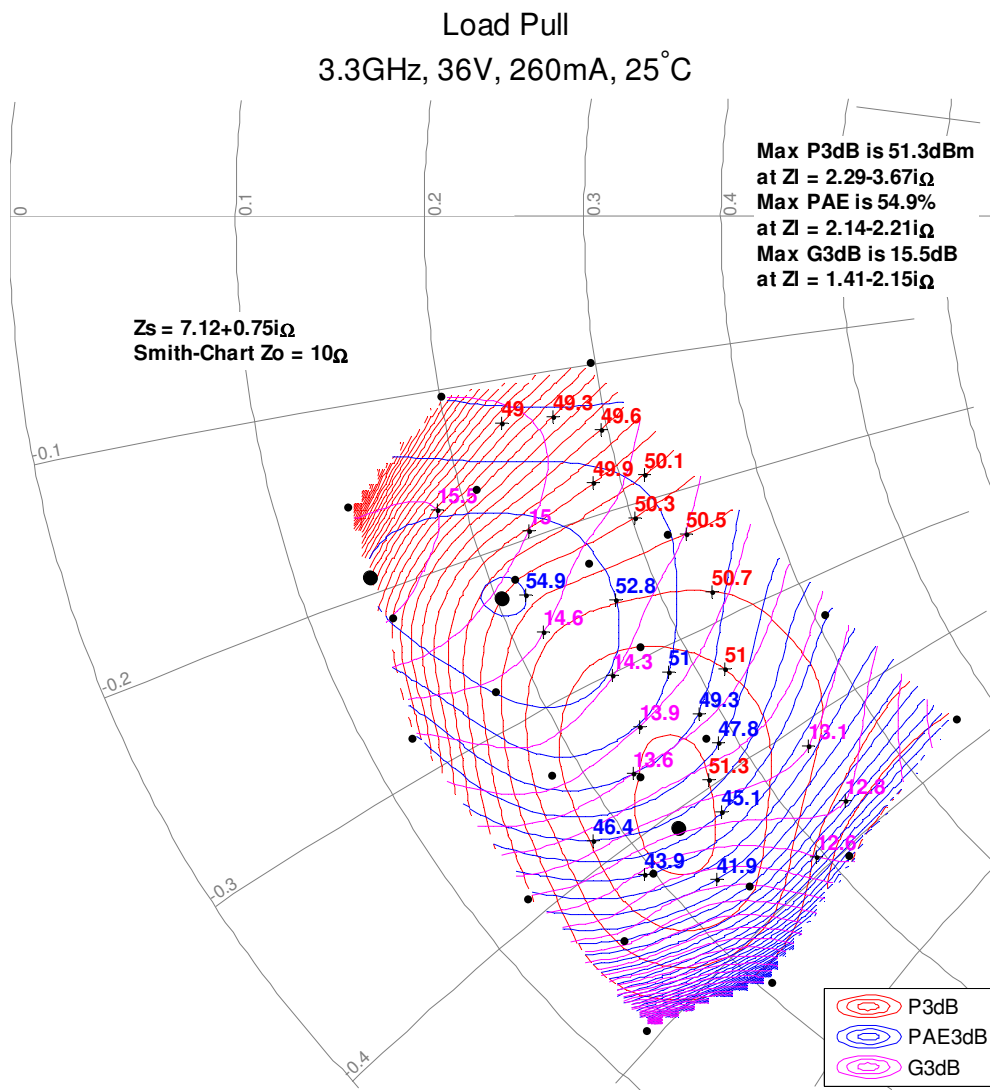 Load Pull
3.3GHz, 36V, 260mA, 25°C
Max P3dB is 51.3dBm
at Zl = 2.29-3.67iΩ
Max PAE is 54.9%
at Zl = 2.14-2.21iΩ
Max G3dB is 15.5dB
at Zl = 1.41-2.15iΩ
0
0.1
0.2
0.3
0.4
Zs = 7.12+0.75iΩ
Smith-Chart Zo = 10Ω
49
49.3
49.6
-0.1
49.9
50.1
15.5
15
50.3
50.5
54.9
52.8
50.7
14.6
14.3
51
51
-0.2
13.9
49.3
47.8
13.1
13.6
51.3
45.1
12.8
46.4
12.6
43.9
41.9
-0.3
-0.4
P3dB
PAE3dB
G3dB